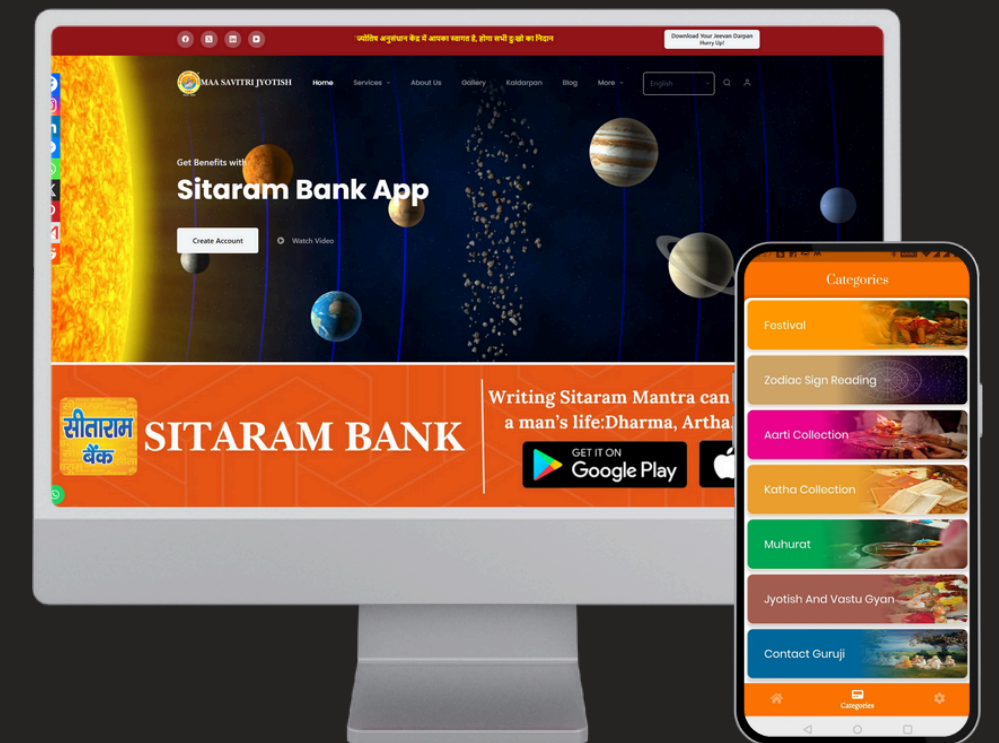 ज्योतिष अनुसंधान केंद्र में आपका स्वागत है, होगा सभी दुःखो का निदान
Download Your Jeevan Darpan
Hurry Up!
MAA SAVITRI JYOTISH
Home
Services
About Us
Gallery
Kaldarpan
Blog
More
English
Get Benefits with
Sitaram Bank App
Create Account
Watch Video
सीताराम
बैंक
SITARAM BANK
Writing Sitaram Mantra can
a man's life:Dharma, Artha,
GET IT ON
Google Play
Categories
Festival
Zodiac Sign Reading
Aarti Collection
Katha Collection
Muhurat
Jyotish And Vastu Gyan
Contact Guruji
Categories